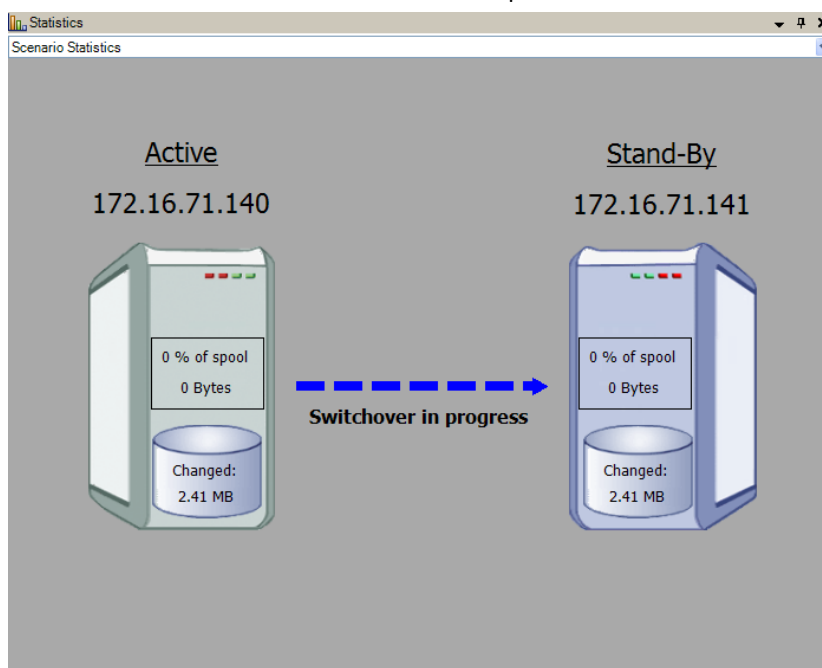 Statistics
Scenario Statistics
Active
172.16.71.140
0 % of spool
0 Bytes
Changed:
2.41 MB
Switchover in progress
Stand-By
172.16.71.141
0 % of spool
0 Bytes
Changed:
2.41 MB